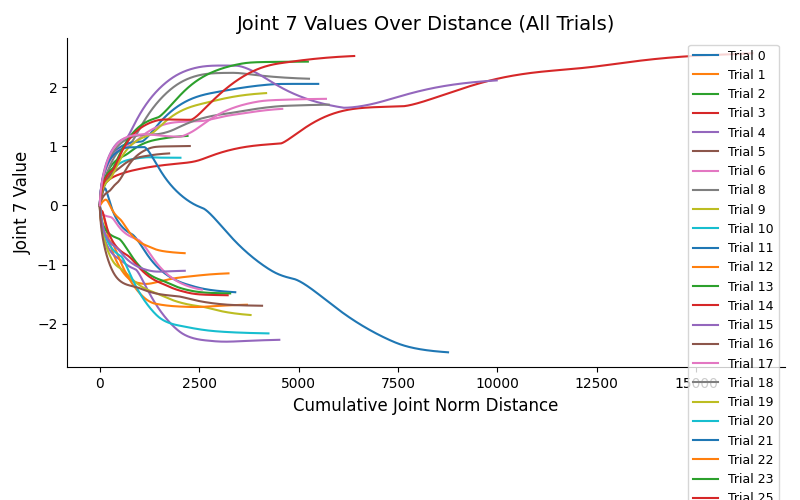 Joint 7 Values Over Distance (All Trials)
Joint 7 Value
2
1
0
−1
−2
0
2500
5000
7500
10000
12500
Cumulative Joint Norm Distance
Trial 0
Trial 1
Trial 2
Trial 3
Trial 4
Trial 5
Trial 6
Trial 8
Trial 9
Trial 10
Trial 11
Trial 12
Trial 13
Trial 14
Trial 15
Trial 16
Trial 17
Trial 18
Trial 19
Trial 20
Trial 21
Trial 22
Trial 23
Trial 25